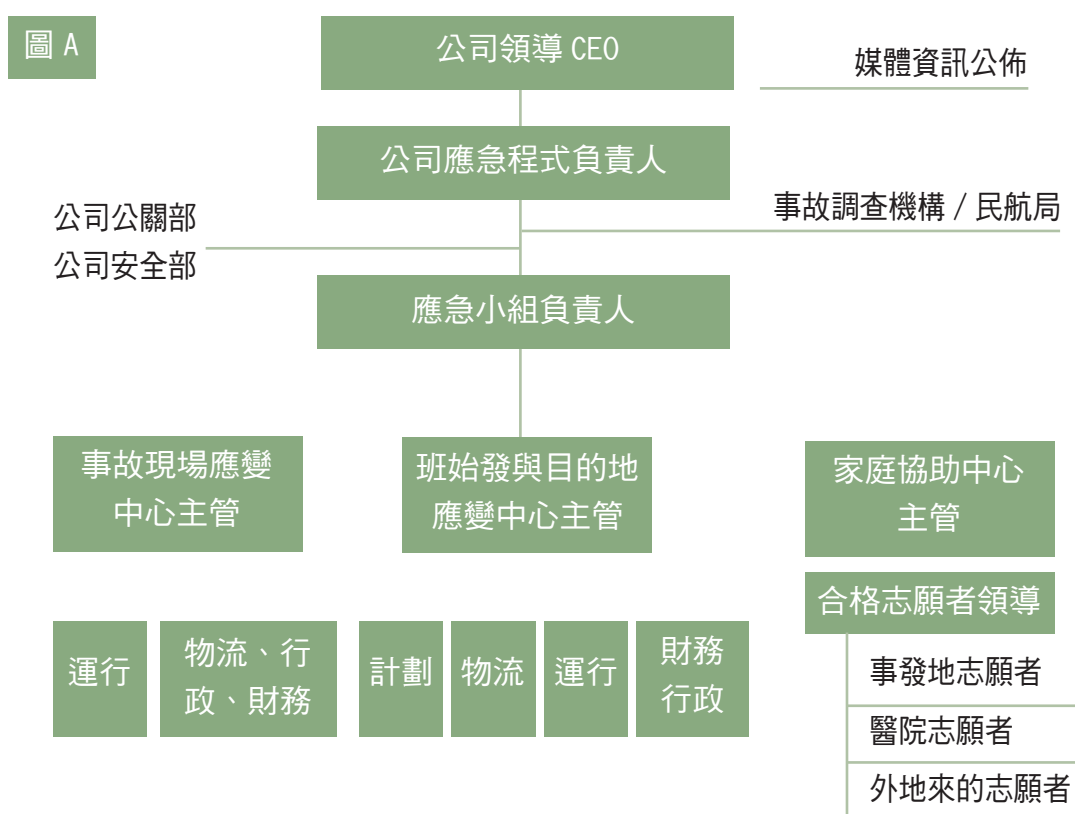 圖 A
公司領導 CEO
媒體資訊公佈
公司應急程式負責人
事故調查機構 / 民航局
公司公關部
公司安全部
應急小組負責人
事故現場應變
中心主管
班始發與目的地
應變中心主管
家庭協助中心
主管
合格志願者領導
運行
物流、行
政、財務
計劃
物流
運行
財務
行政
事發地志願者
醫院志願者
外地來的志願者